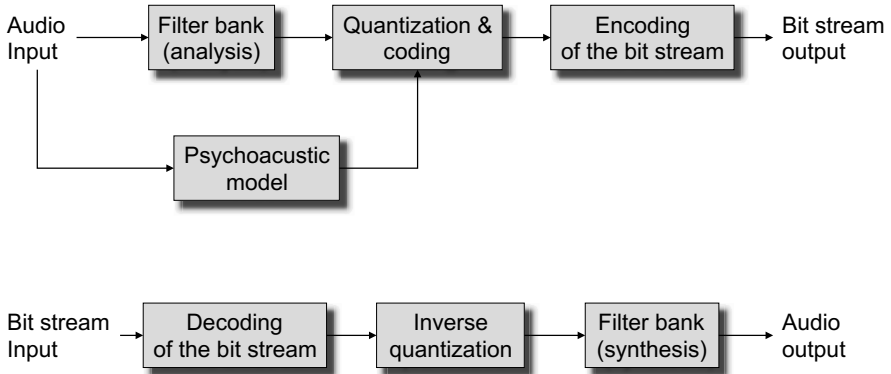 Audio
Input
Filter bank
(analysis)
Quantization &
coding
Encoding
of the bit stream
Bit stream
output
Psychoacustic
model
Bit stream
Input
Decoding
of the bit stream
Inverse
quantization
Filter bank
(synthesis)
Audio
output